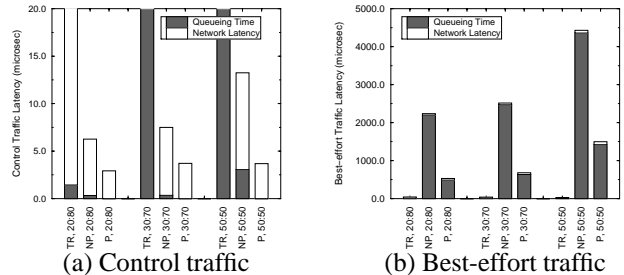 20.0
15.0
10.0
5.0
0.0
Control Traffic Latency (microsec)
Queueing Time
Network Latency
TR, 20:80
NP, 20:80
P, 20:80
TR, 30:70
NP, 30:70
P, 30:70
TR, 50:50
NP, 50:50
P, 50:50
(a) Control traffic
5000.0
4000.0
3000.0
2000.0
1000.0
0.0
Best-effort Traffic Latency (microsec)
Queueing Time
Network Latency
TR, 20:80
NP, 20:80
P, 20:80
TR, 30:70
NP, 30:70
P, 30:70
TR, 50:50
NP, 50:50
P, 50:50
(b) Best-effort traffic